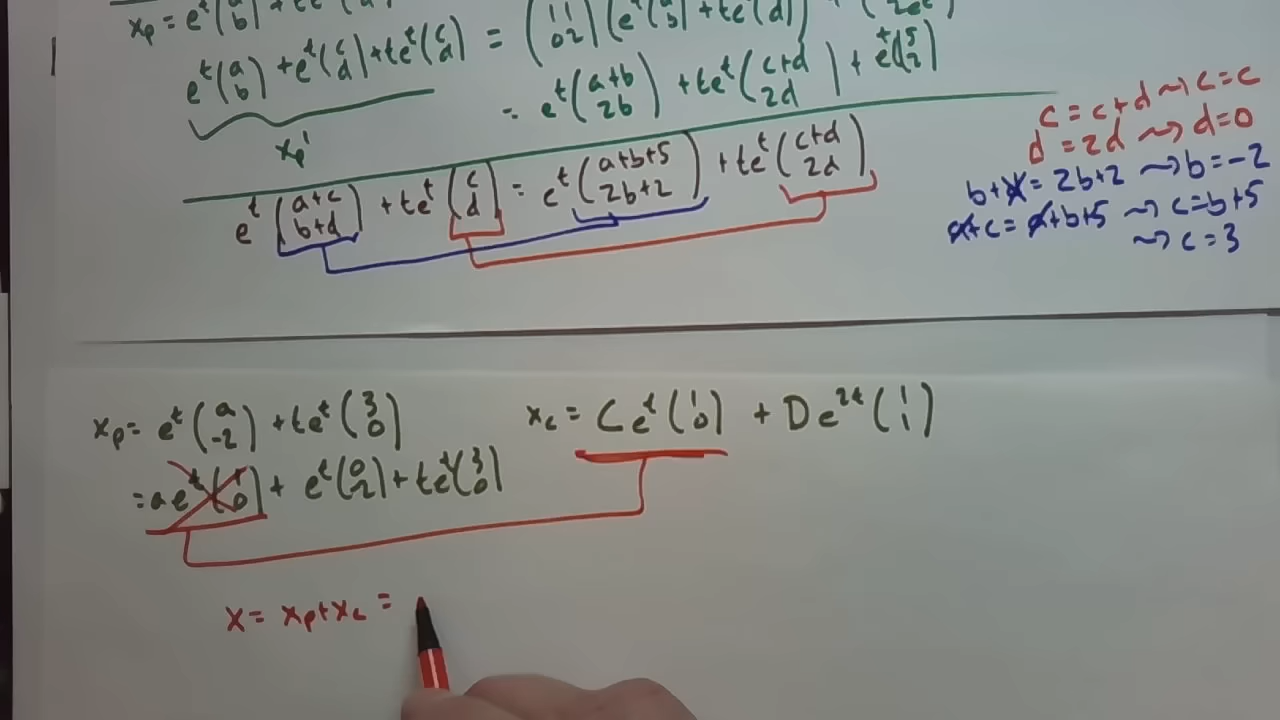 x_p = e^t (a b) + te^t (
e^t (a b) + e^t (c d) + te^t (c d) = (1 1 0 2) (e^t (a b) + te^t (c d)) + (
x_p'
= e^t (a+b 2b) + te^t (c+d 2d) + e^t (5 2)
e^t (a+c b+d) + te^t (c d) = e^t (a+b+5 2b+2) + te^t (c+d 2d)
c = c+d ⇝ c=c
d = 2d ⇝ d=0
b+d = 2b+2 ⇝ b=-2
a+c = a+b+5 ⇝ c=b+5
⇝ c=3
x_p = e^t (a -2) + te^t (3 0)
x_c = Ce^t (1 0) + De^{2t} (1 1)
= ae^t (1 0) + e^t (0 2) + te^t (3 0)
x = x_p + x_c =